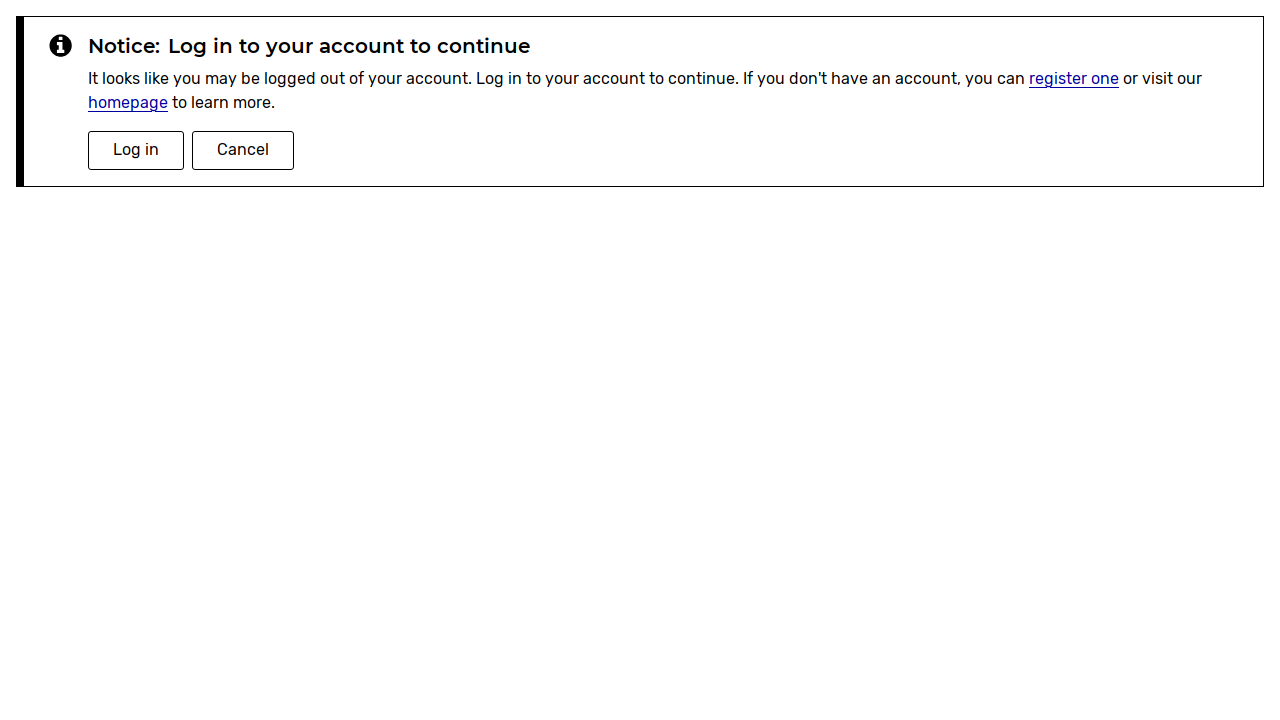 Notice: Log in to your account to continue
It looks like you may be logged out of your account. Log in to your account to continue. If you don't have an account, you can register one or visit our
homepage to learn more.
Log in Cancel